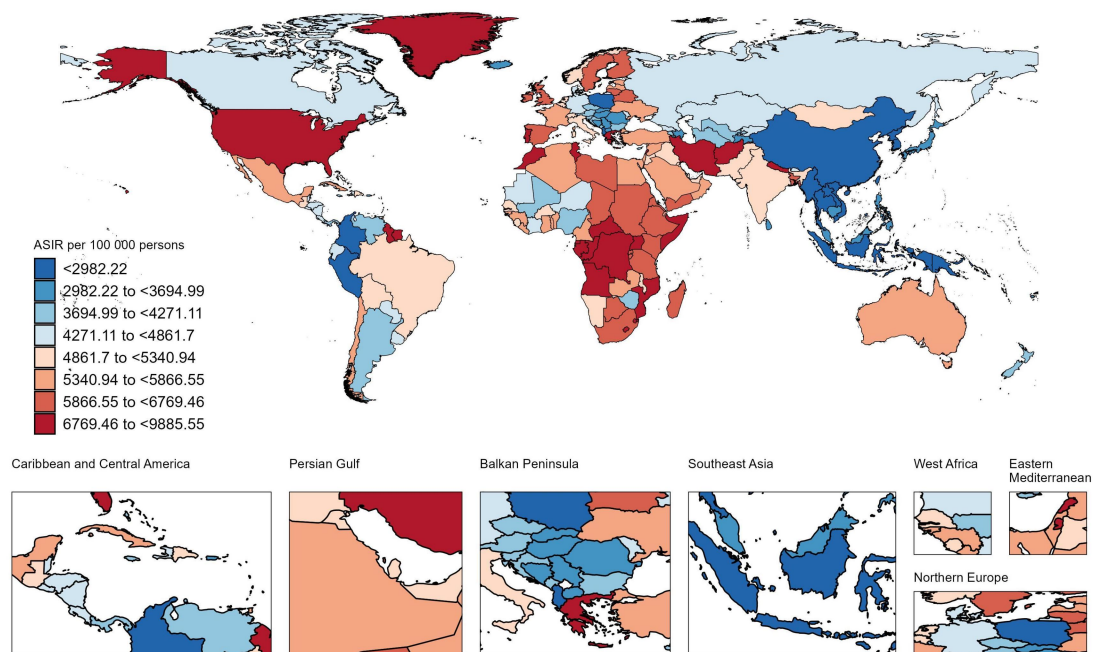 ASIR per 100 000 persons
<2982.22
2982.22 to <3694.99
3694.99 to <4271.11
4271.11 to <4861.7
4861.7 to <5340.94
5340.94 to <5866.55
5866.55 to <6769.46
6769.46 to <9885.55
Caribbean and Central America
Persian Gulf
Balkan Peninsula
Southeast Asia
West Africa
Eastern
Mediterranean
Northern Europe